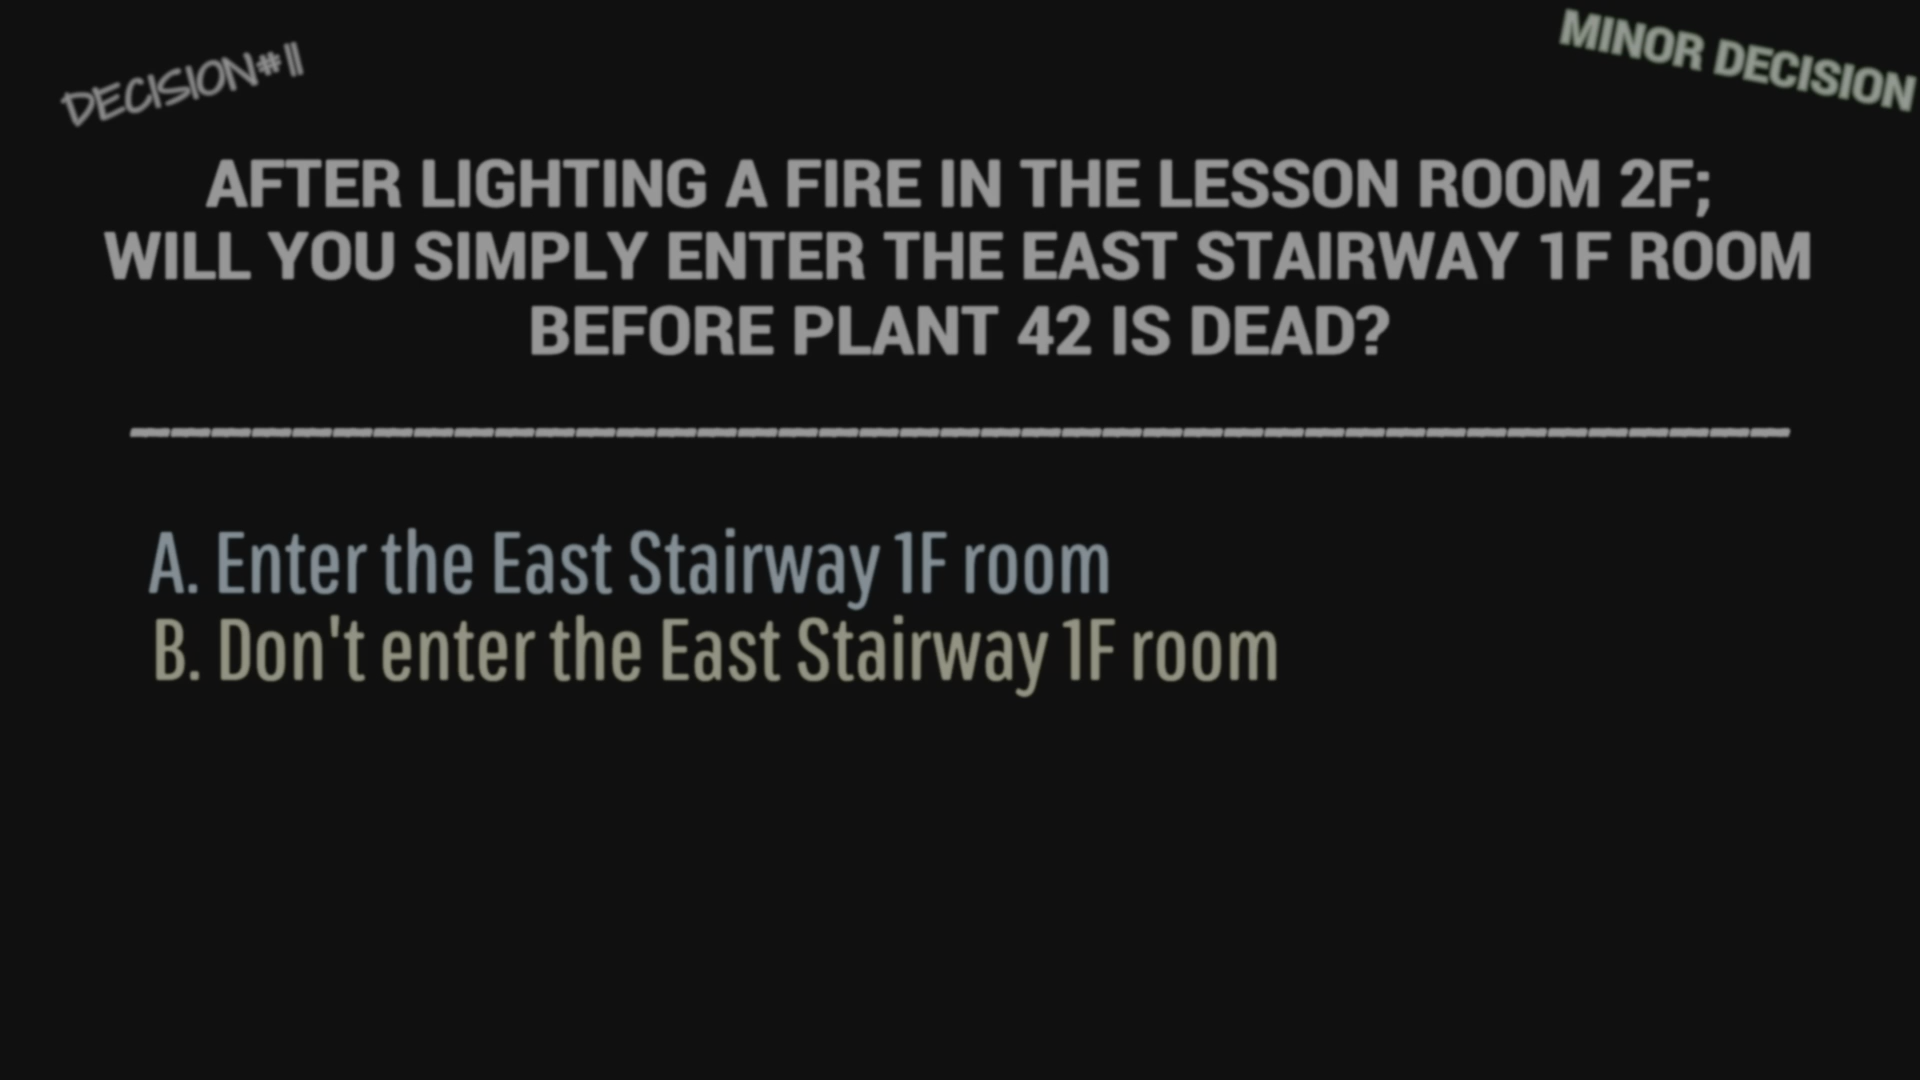 DECISION#11
MINOR DECISION
AFTER LIGHTING A FIRE IN THE LESSON ROOM 2F;
WILL YOU SIMPLY ENTER THE EAST STAIRWAY 1F ROOM
BEFORE PLANT 42 IS DEAD?
A. Enter the East Stairway 1F room
B. Don't enter the East Stairway 1F room